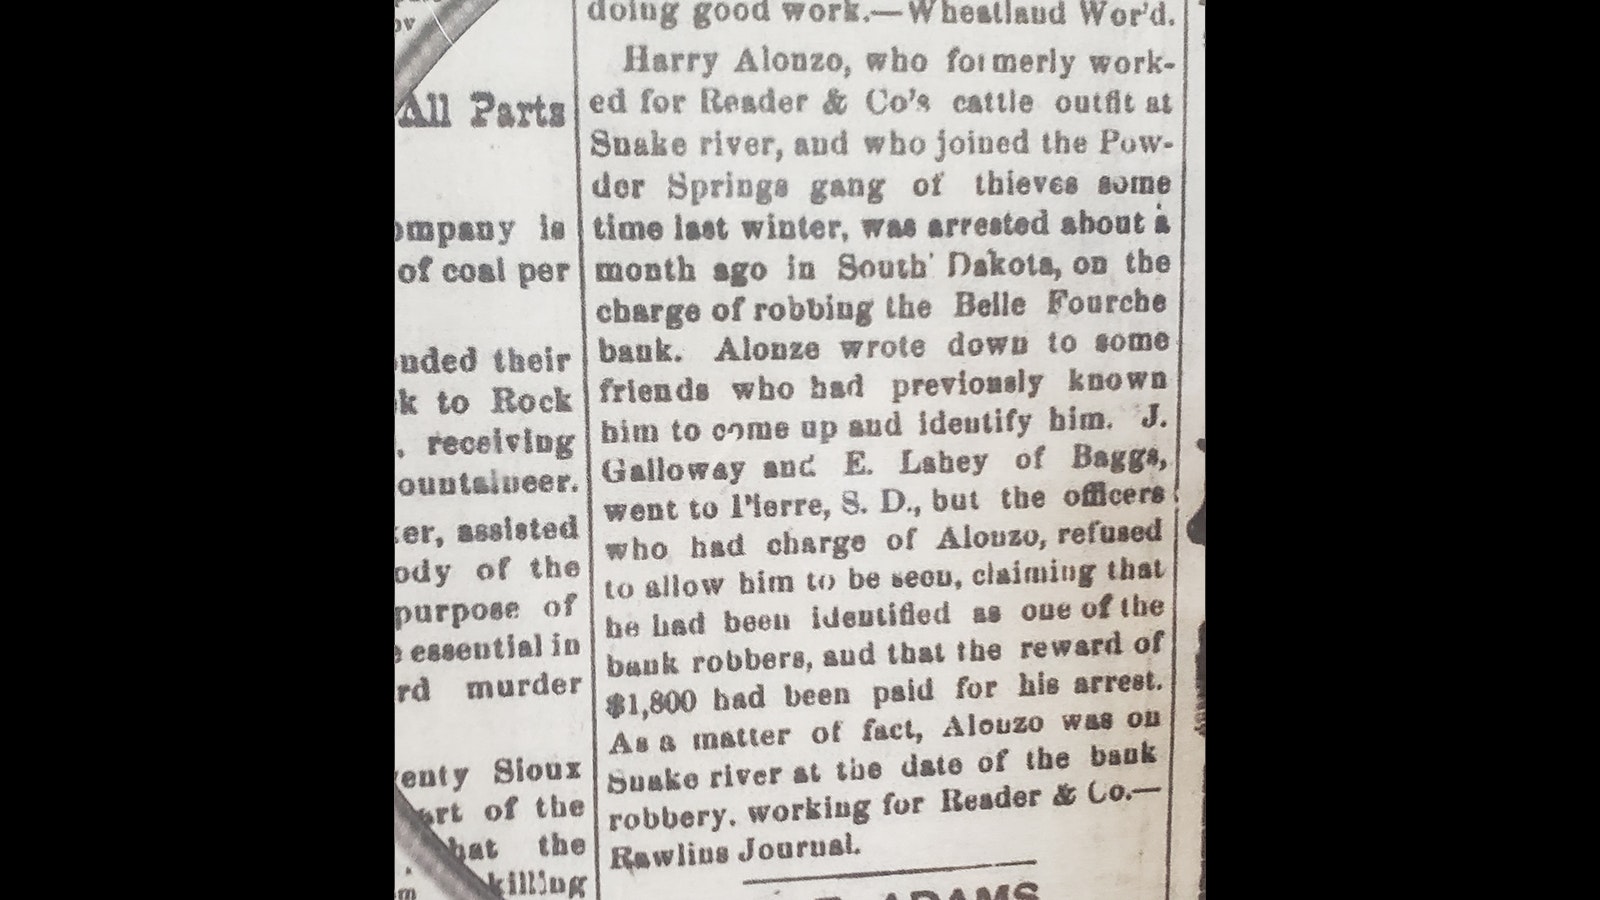 ov
All Parts
ompany is
of coal per
nded their
k to Rock
, receiving
ountaineer.
er, assisted
ody of the
purpose of
essential in
rd murder
enty Sioux
art of the
hat the
killing
m
doing good work.—Wheatland Wor'd.
Harry Alonzo, who formerly work-
ed for Reader & Co's cattle outfit at
Snake river, and who joined the Pow-
der Springs gang of thieves some
time last winter, was arrested about a
month ago in South Dakota, on the
charge of robbing the Belle Fourche
bank. Alonze wrote down to some
friends who had previously known
him to come up and identify him. J.
Galloway and E. Lahey of Baggs,
went to Pierre, S. D., but the officers
who had charge of Alonzo, refused
to allow him to be seen, claiming that
he had been identified as one of the
bank robbers, and that the reward of
$1,800 had been paid for his arrest.
As a matter of fact, Alonzo was on
Snake river at the date of the bank
robbery, working for Reader & Co.—
Rawlins Journal.
ADAMS